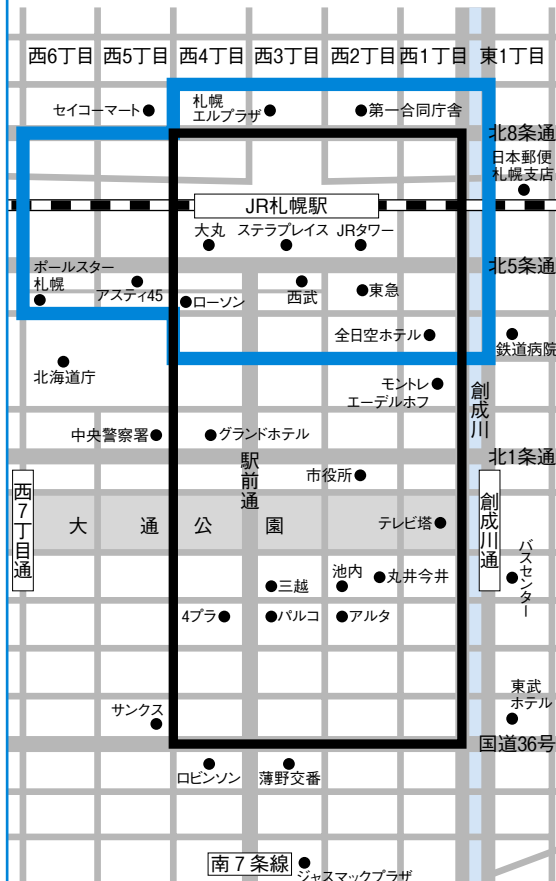 西6丁目
西5丁目
西4丁目
西3丁目
西2丁目
西1丁目
東1丁目
セイコーマート
札幌
エルプラザ
第一合同庁舎
北8条通
日本郵便
札幌支店
JR札幌駅
大丸
ステラプレイス
JRタワー
北5条通
ポールスター
札幌
アスティ45
ローソン
西武
東急
全日空ホテル
鉄道病院
北海道庁
モントレ
エーデルホフ
創成川
中央警察署
グランドホテル
北1条通
駅前通
市役所
西7丁目通
大通公園
テレビ塔
創成川通
バスセンター
池内
丸井今井
三越
4プラ
パルコ
アルタ
東武
ホテル
サンクス
国道36号
ロビンソン
薄野交番
南7条線
ジャスマックプラザ